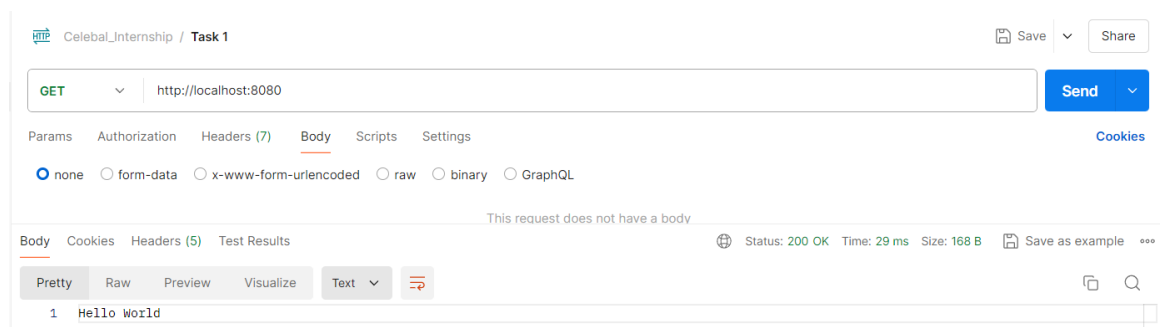 HTTP Celebal_Internship / Task 1 Save Share
GET http://localhost:8080 Send
Params Authorization Headers (7) Body Scripts Settings Cookies
none form-data x-www-form-urlencoded raw binary GraphQL
This request does not have a body
Body Cookies Headers (5) Test Results Status: 200 OK Time: 29 ms Size: 168 B Save as example
Pretty Raw Preview Visualize Text
1 Hello World